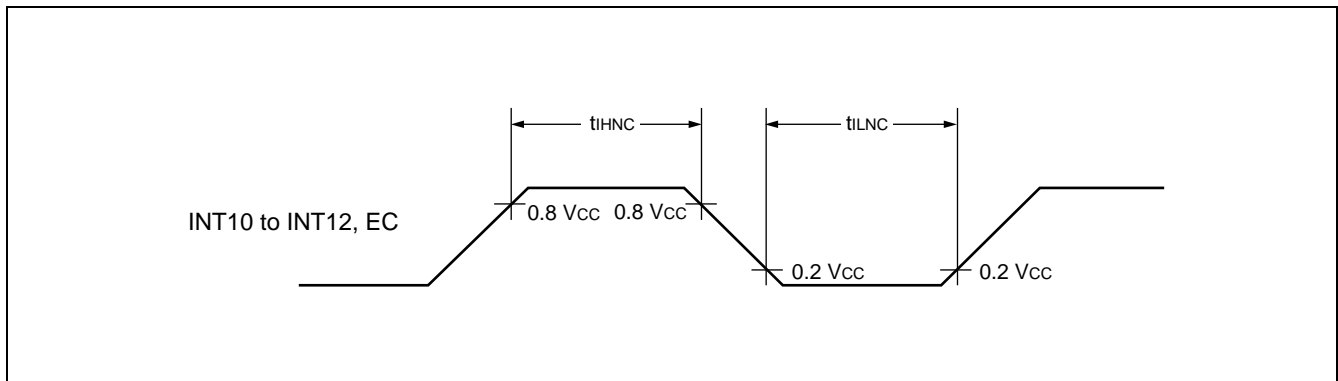 tIHNC tILNC
0.8 VCC 0.8 VCC
INT10 to INT12, EC
0.2 VCC 0.2 VCC